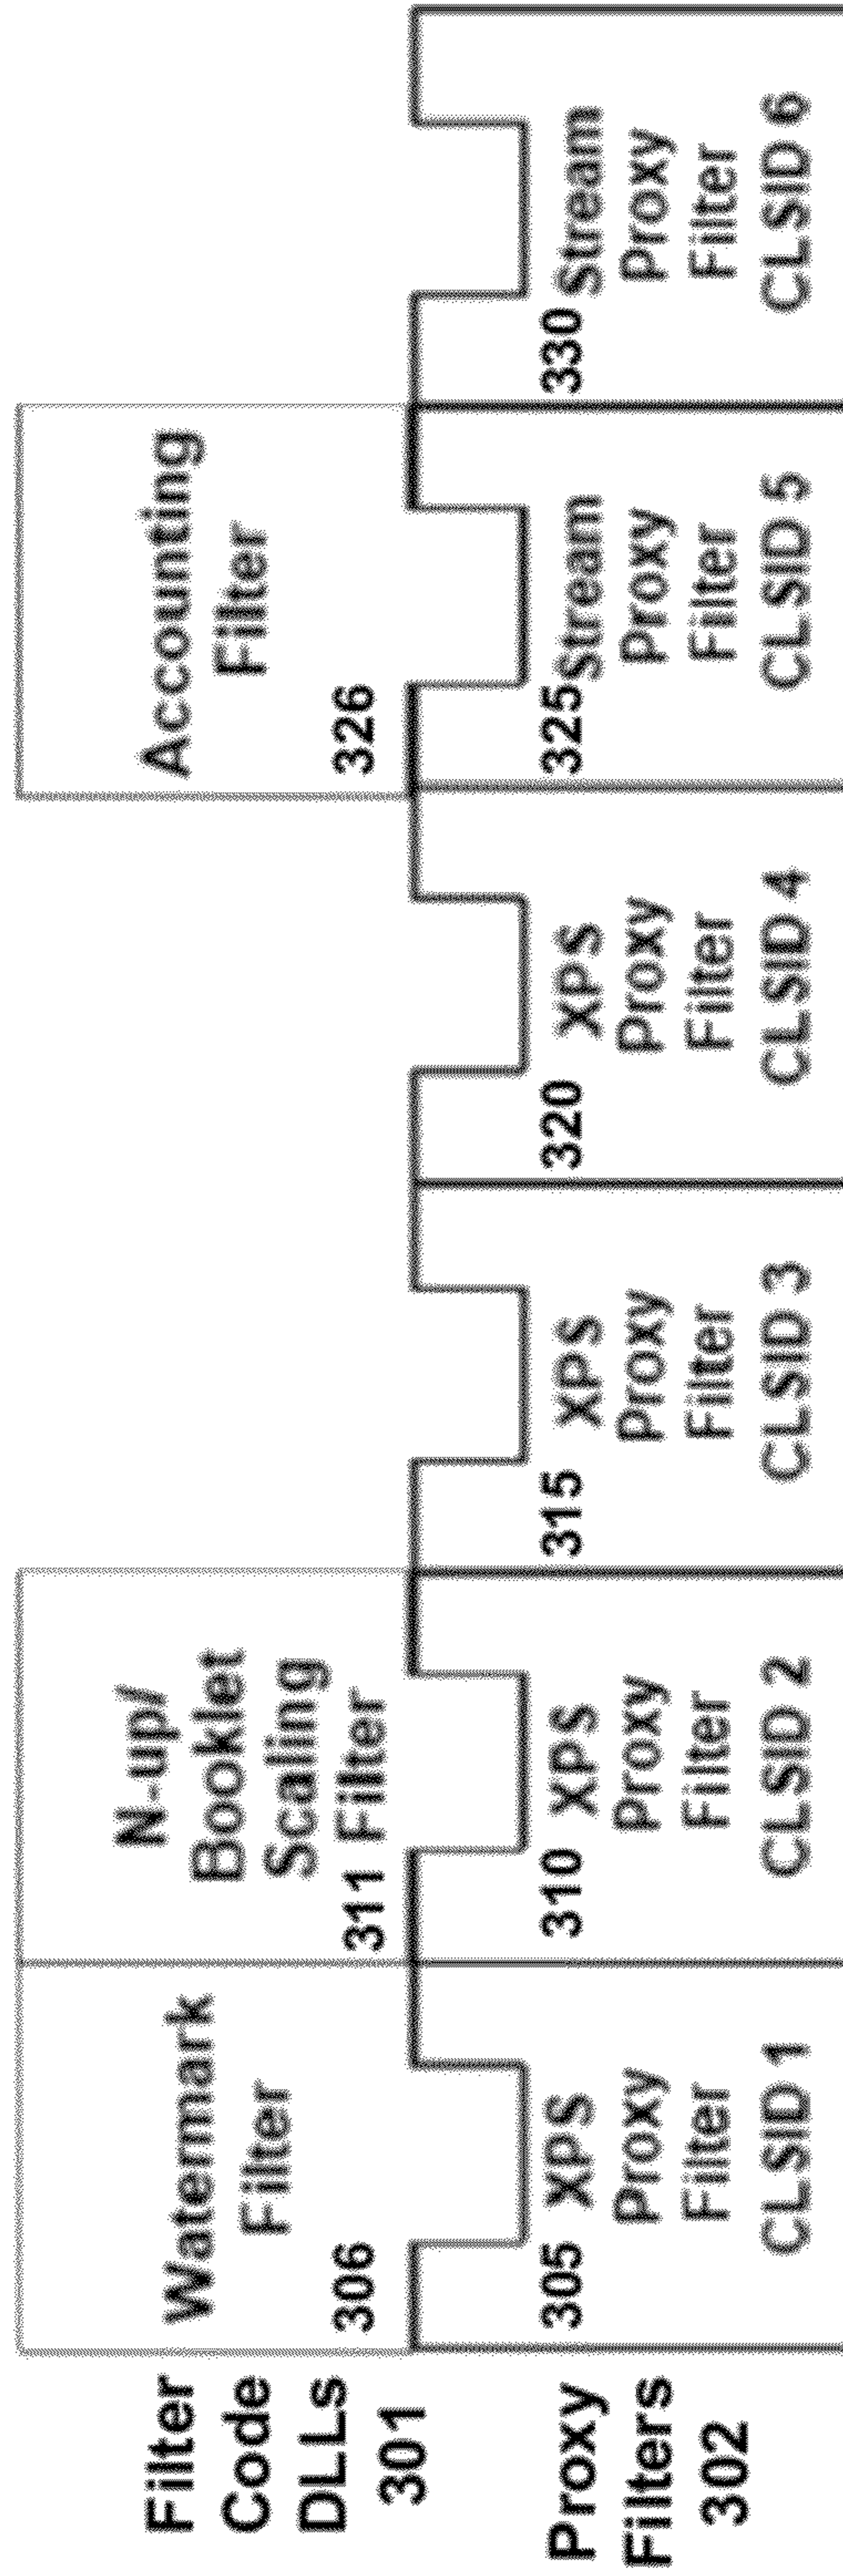 Filter
Code
DLLs
301
Watermark
Filter
306
N-up/
Booklet
Scaling
311 Filter
Accounting
Filter
326
Proxy
Filters
302
305 XPS
Proxy
Filter
CLSID 1
310 XPS
Proxy
Filter
CLSID 2
315 XPS
Proxy
Filter
CLSID 3
320 XPS
Proxy
Filter
CLSID 4
325 Stream
Proxy
Filter
CLSID 5
330 Stream
Proxy
Filter
CLSID 6